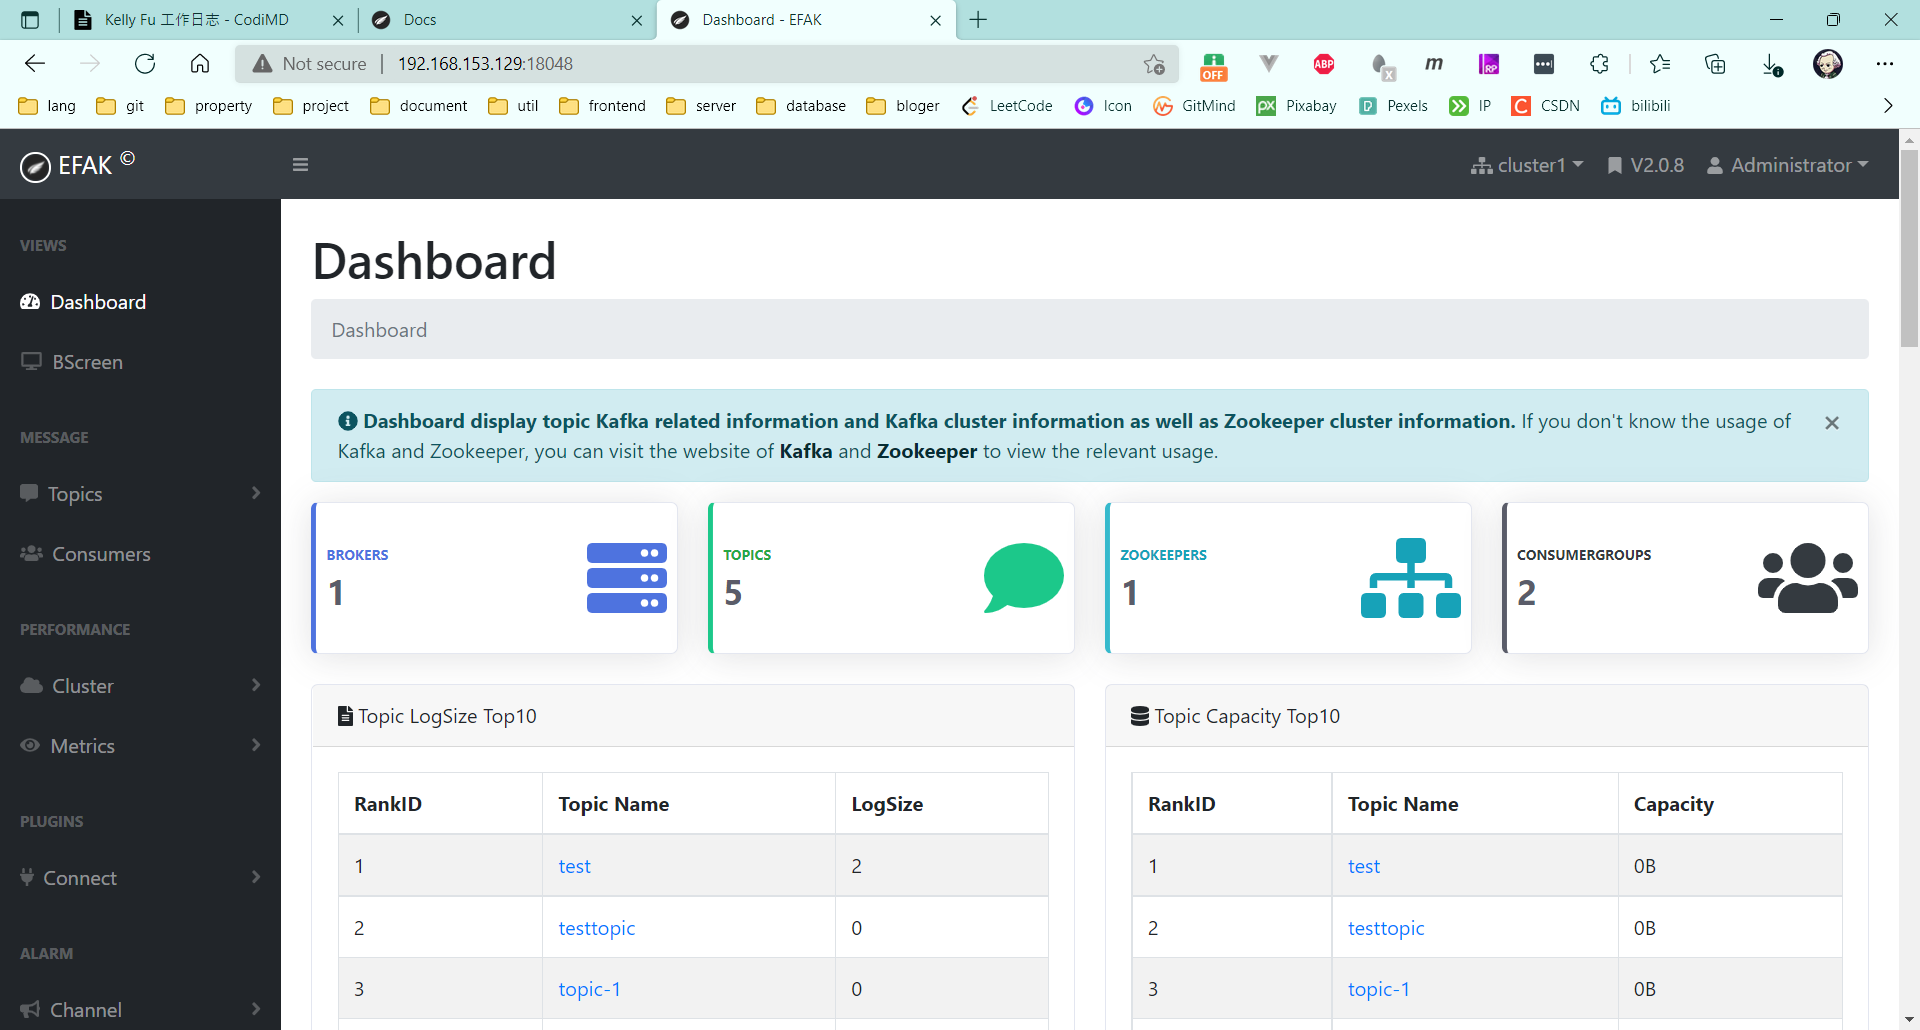 Kelly Fu 工作日志 - CodiMD
Docs
Dashboard - EFAK
Not secure
192.168.153.129:18048
OFF
ABP
x
m
RP
lang
git
property
project
document
util
frontend
server
database
bloger
LeetCode
Icon
GitMind
px
Pixabay
P
Pexels
IP
C
CSDN
bilibili
EFAK ©
cluster1
V2.0.8
Administrator
VIEWS
Dashboard
BScreen
MESSAGE
Topics
Consumers
PERFORMANCE
Cluster
Metrics
PLUGINS
Connect
ALARM
Channel
Dashboard
Dashboard
Dashboard display topic Kafka related information and Kafka cluster information as well as Zookeeper cluster information. If you don't know the usage of
Kafka and Zookeeper, you can visit the website of Kafka and Zookeeper to view the relevant usage.
BROKERS
1
TOPICS
5
ZOOKEEPERS
1
CONSUMERGROUPS
2
Topic LogSize Top10
RankID Topic Name LogSize
1 test 2
2 testtopic 0
3 topic-1 0
Topic Capacity Top10
RankID Topic Name Capacity
1 test 0B
2 testtopic 0B
3 topic-1 0B